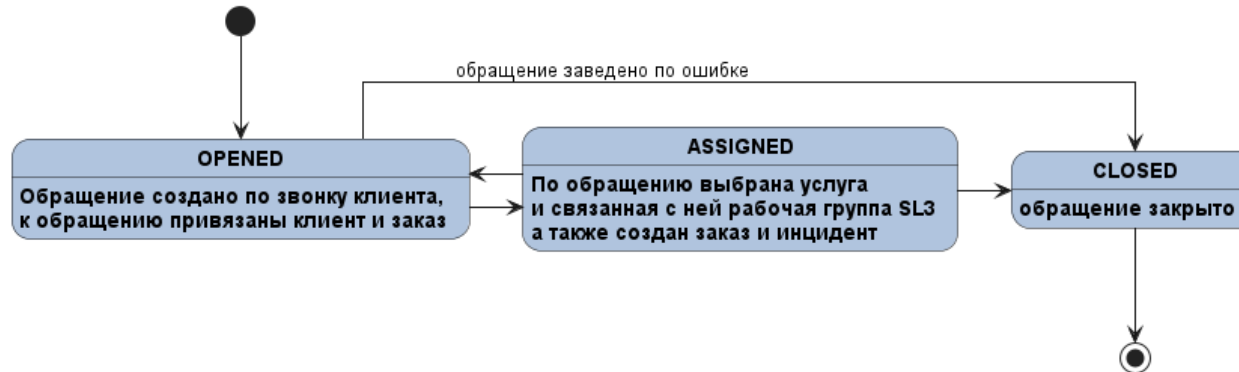 обращение заведено по ошибке
OPENED
Обращение создано по звонку клиента,
к обращению привязаны клиент и заказ
ASSIGNED
По обращению выбрана услуга
и связанная с ней рабочая группа SL3
а также создан заказ и инцидент
CLOSED
обращение закрыто